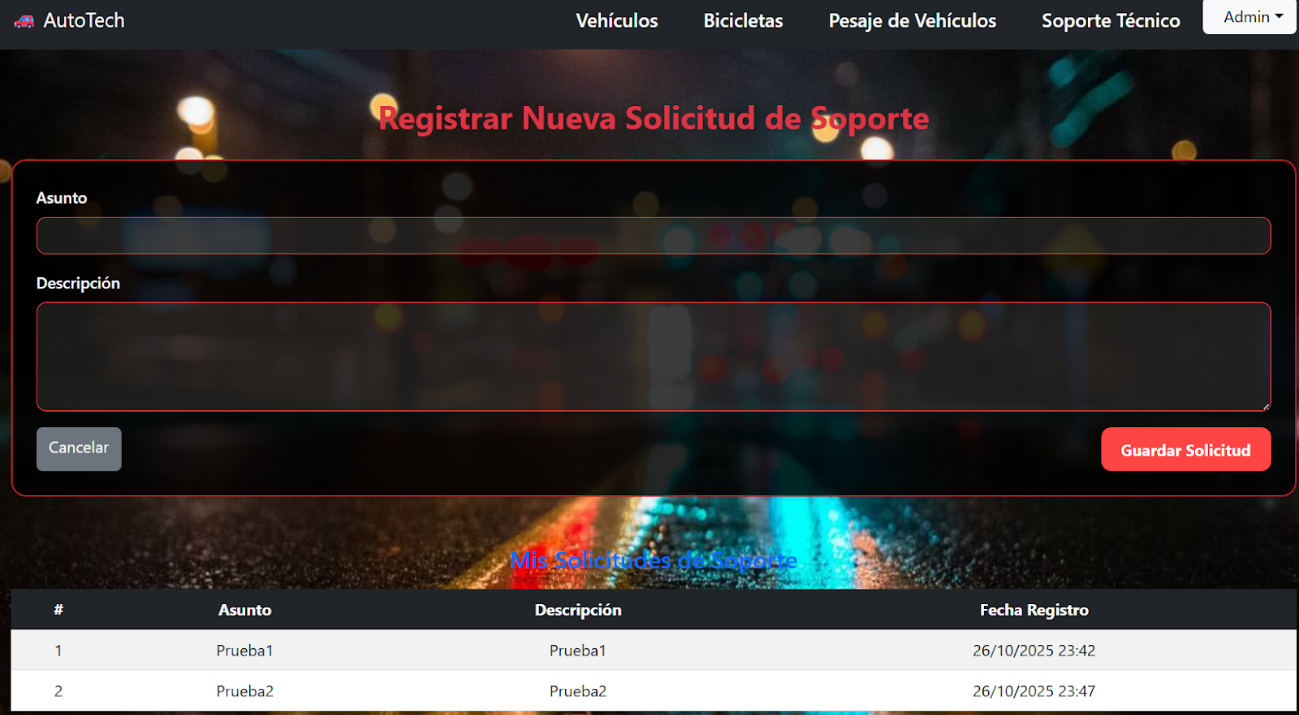 AutoTech Vehículos Bicicletas Pesaje de Vehículos Soporte Técnico Admin
Registrar Nueva Solicitud de Soporte
Asunto
Descripción
Cancelar Guardar Solicitud
Mis Solicitudes de Soporte
# Asunto Descripción Fecha Registro
1 Prueba1 Prueba1 26/10/2025 23:42
2 Prueba2 Prueba2 26/10/2025 23:47